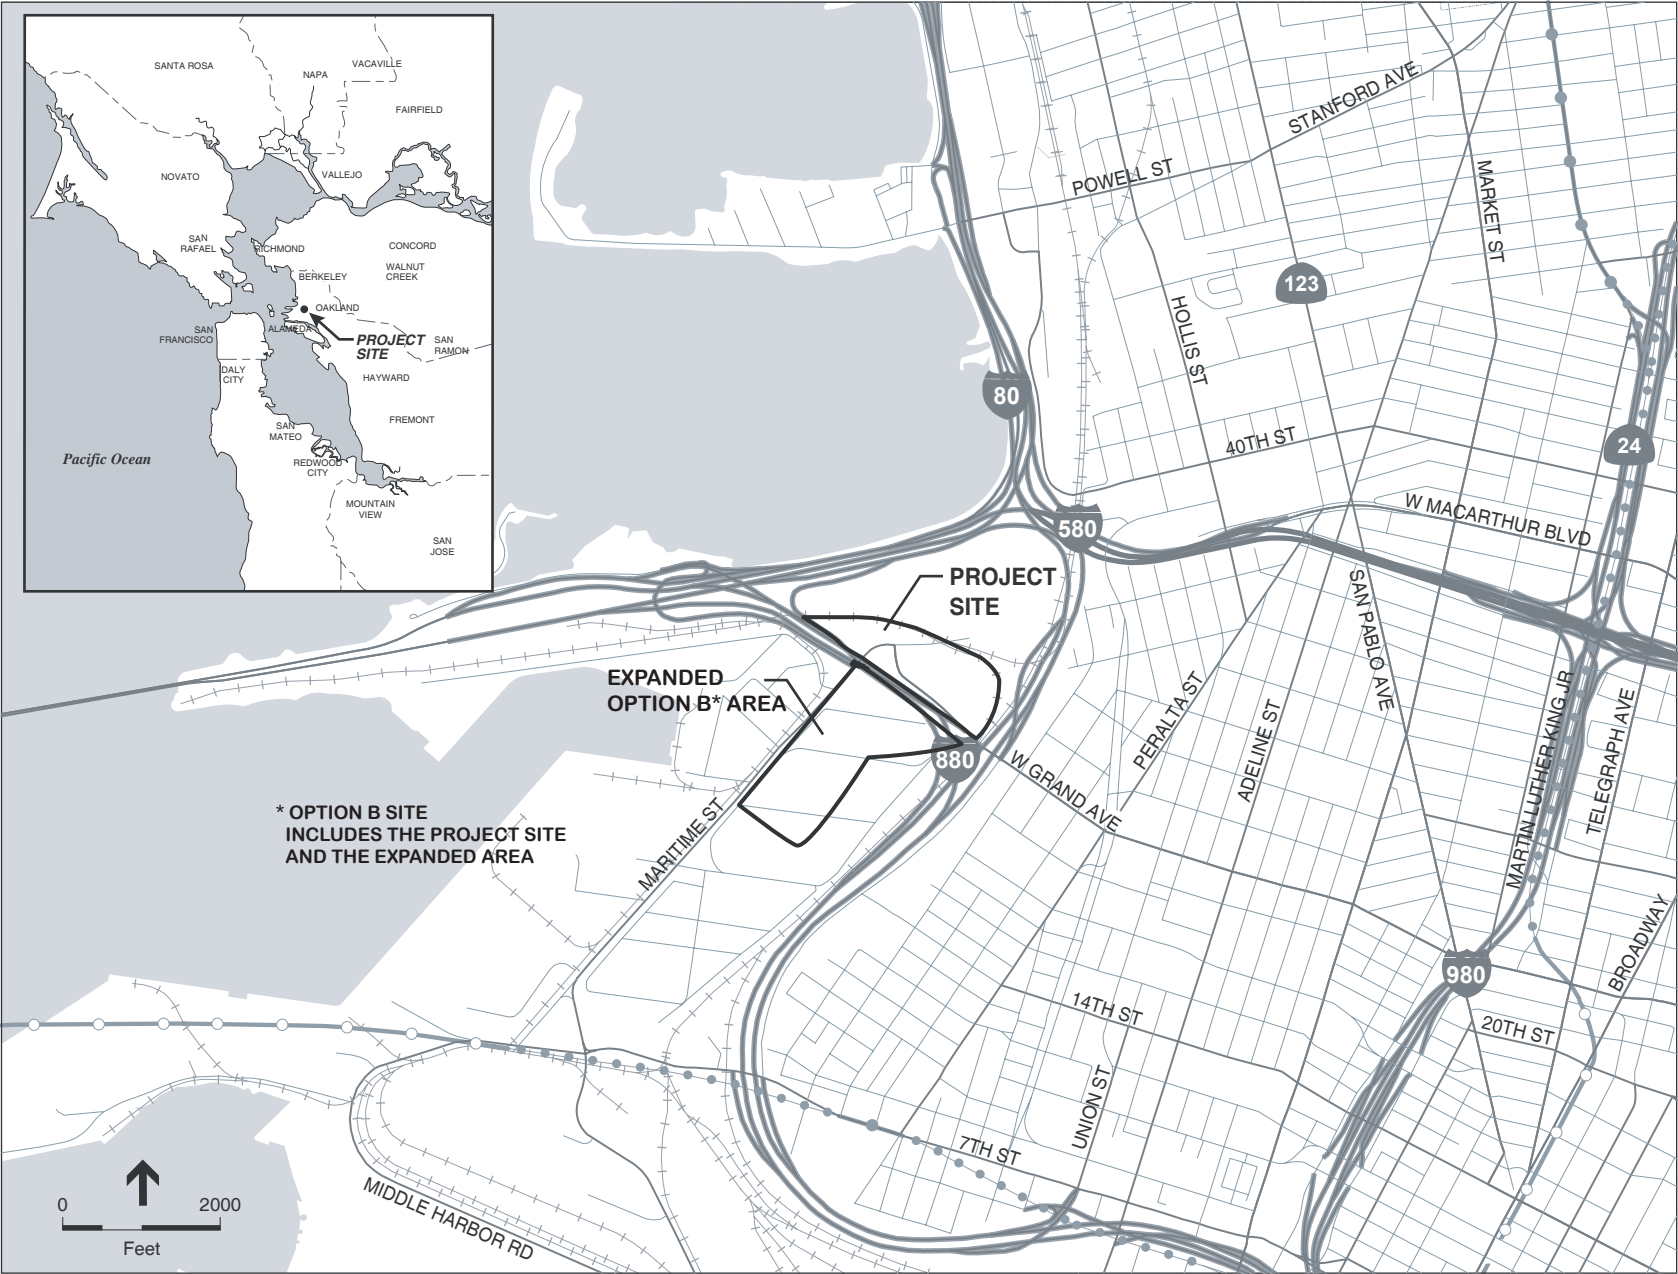 SANTA ROSA
NAPA
VACAVILLE
FAIRFIELD
NOVATO
VALLEJO
SAN
RAFAEL
RICHMOND
CONCORD
BERKELEY
WALNUT
CREEK
OAKLAND
SAN
FRANCISCO
ALAMEDA
PROJECT
SITE
SAN
RAMON
DALY
CITY
HAYWARD
FREMONT
SAN
MATEO
Pacific Ocean
REDWOOD
CITY
MOUNTAIN
VIEW
SAN
JOSE
STANFORD AVE
POWELL ST
MARKET ST
123
HOLLIS ST
80
40TH ST
24
W MACARTHUR BLVD
580
PROJECT
SITE
SAN PABLO AVE
EXPANDED
OPTION B* AREA
880
W GRAND AVE
PERALTA ST
ADELINE ST
MARTIN LUTHER KING JR
TELEGRAPH AVE
* OPTION B SITE
INCLUDES THE PROJECT SITE
AND THE EXPANDED AREA
MARITIME ST
BROADWAY
980
14TH ST
20TH ST
UNION ST
7TH ST
MIDDLE HARBOR RD
0
2000
Feet